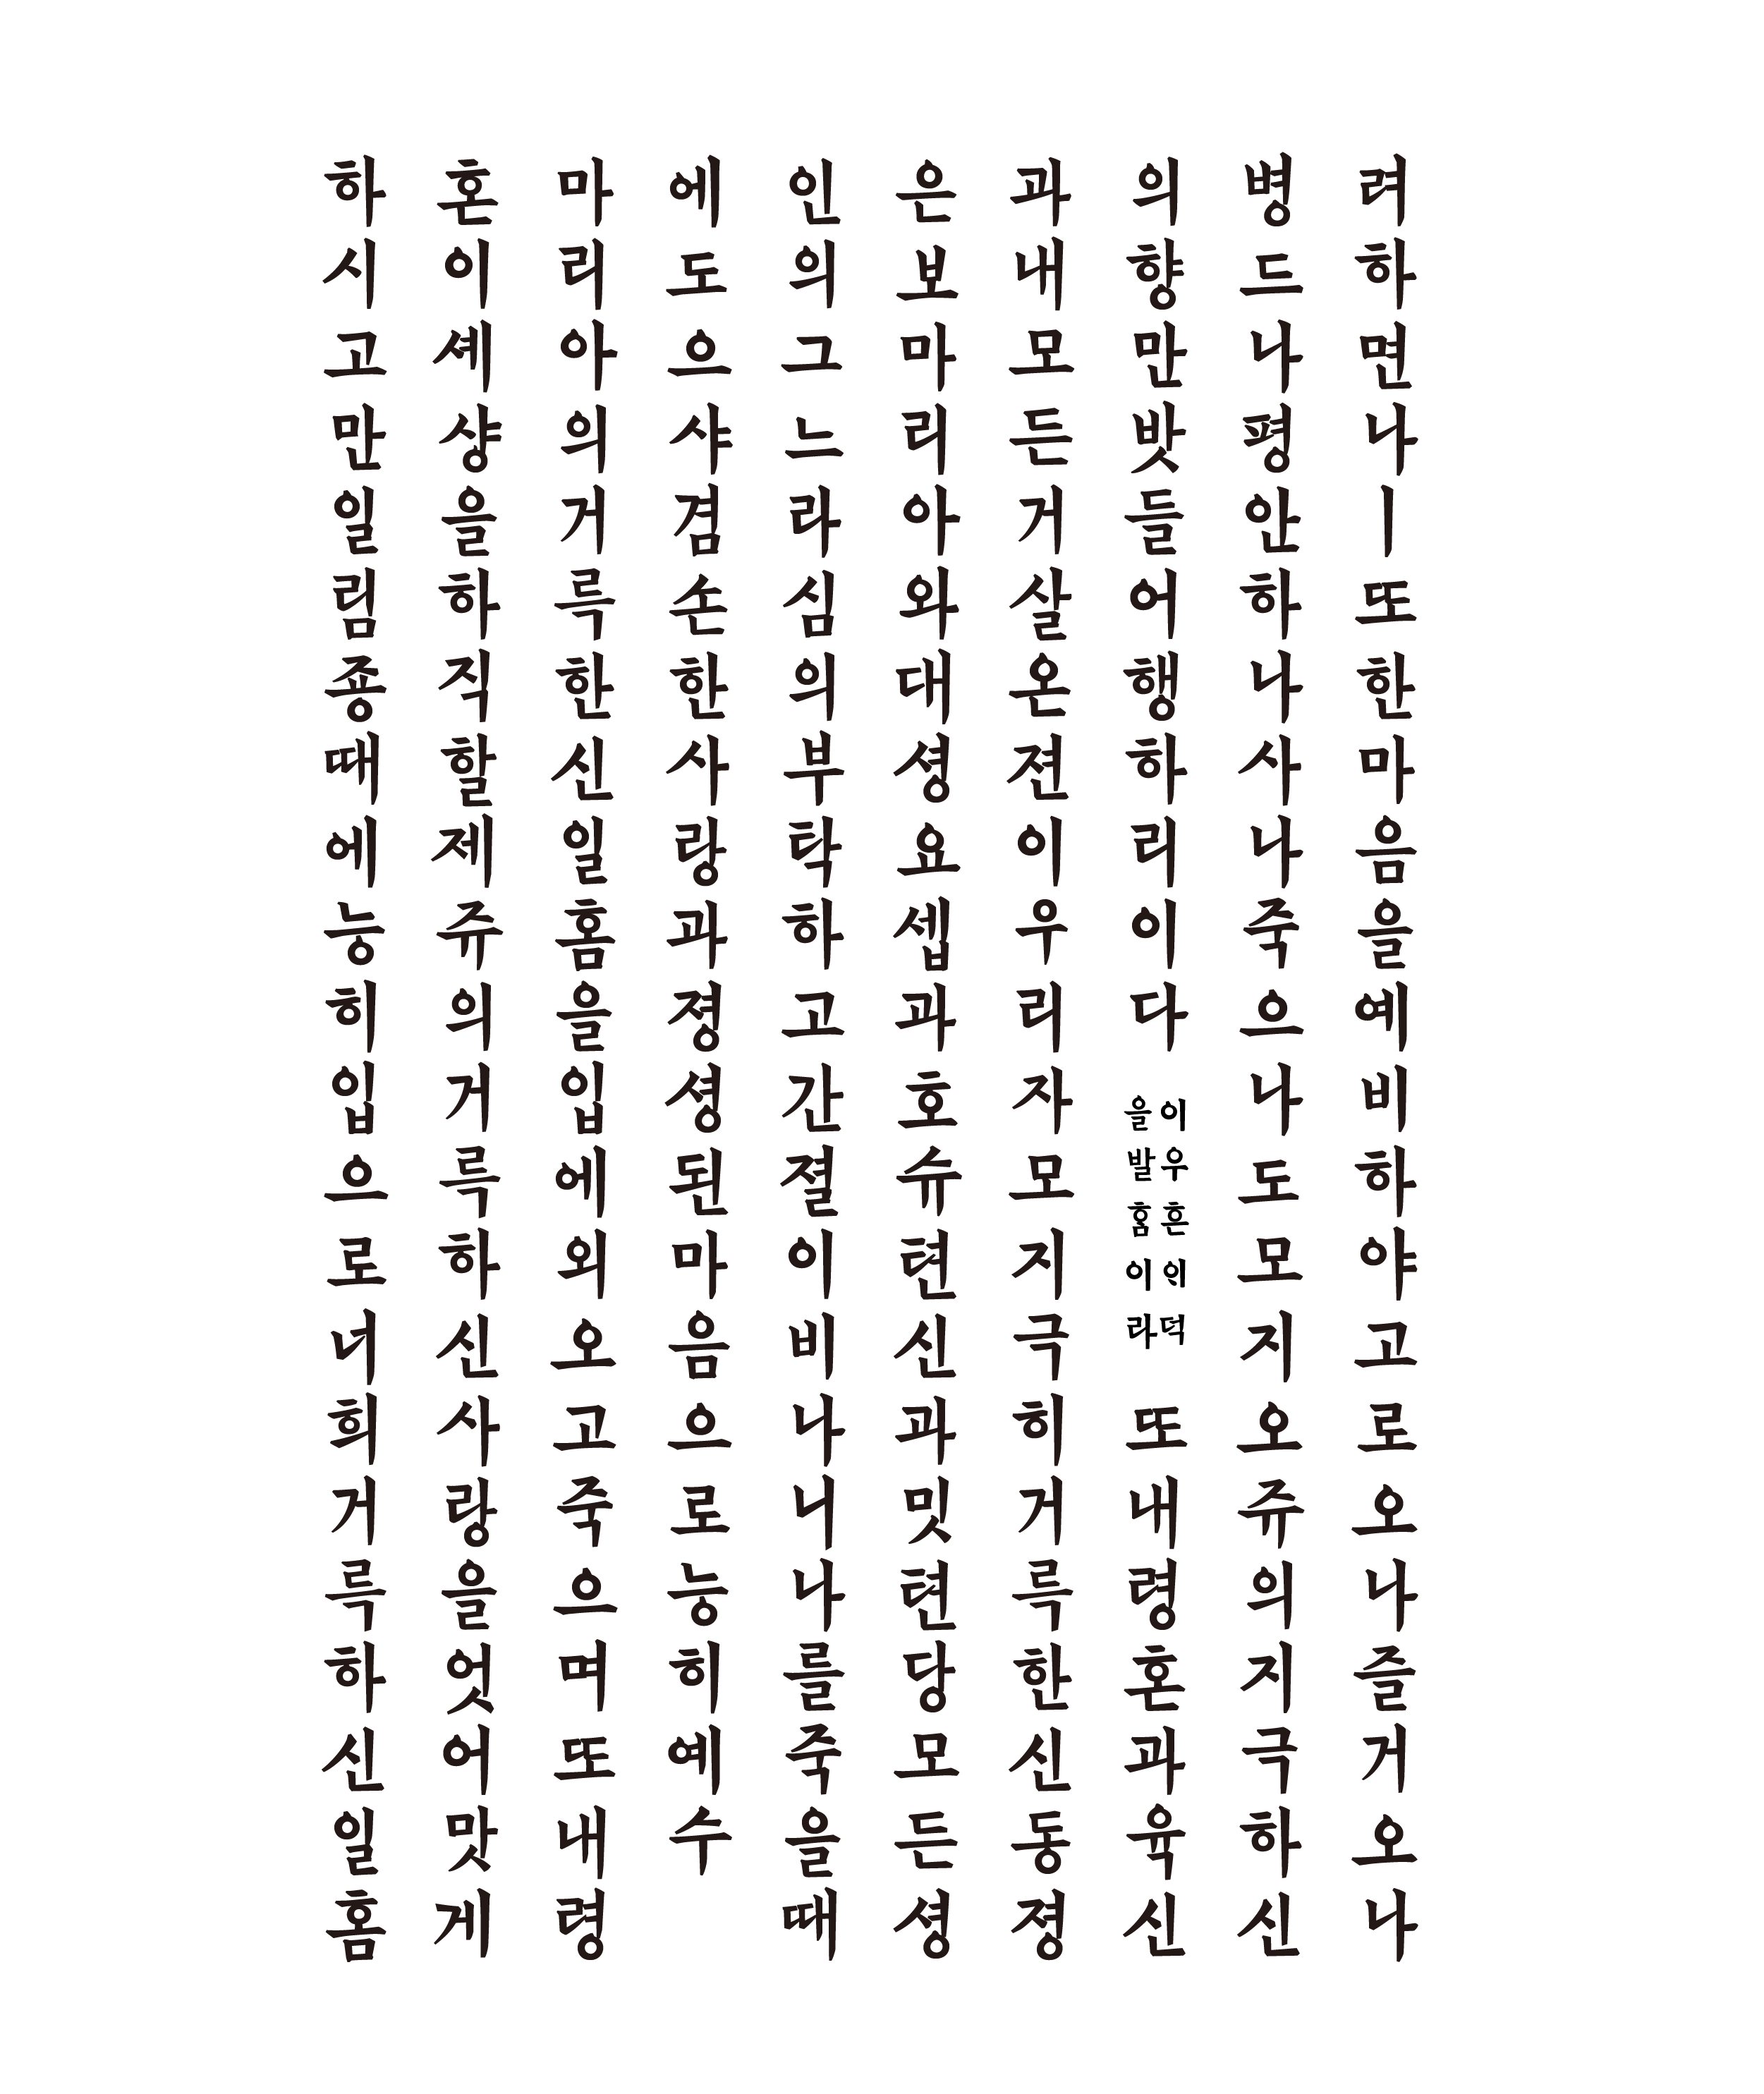 려하면나ㅣ또한마음을예비하야고로오나즐거오나
병드나평안하나사나죽으나도모지오쥬의지극하신
의향만밧들어행하리이다 이우흔ᄋᆡ덕을발홈이라 또내령혼과육신
과내모든거살온젼이우리자모지극히거륵한신동졍
은보마리아와대셩요셉과호슈텬신과밋텬당모든셩
인의그느라심의부탁하고간졀이비나니나를죽을때
에도으샤겸손한사랑과졍셩된마음으로능히예수
마리아의거륵한신일홈을입에외오고죽으며또내령
혼이셰샹을하직할제쥬의거륵하신사랑을엇어맛게
하시고만일림죵때에능히입으로녀희거륵하신일홈